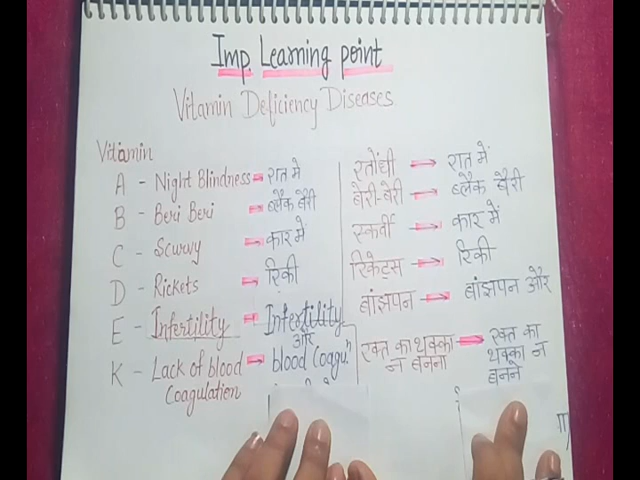 Imp. Learning point
Vitamin Deficiency Diseases
Vitamin
A - Night Blindness → रात मे
B - Beri Beri → ब्लैक बैरी
C - Scurvy → कार मे
D - Rickets → रिकी
E - Infertility → Infertility और
K - Lack of blood Coagulation → blood Coagun
रतोंधी → रात में
बेरी-बेरी → ब्लैक बैरी
स्कर्वी → कार में
रिकेट्स → रिकी
बांझपन → बांझपन और
रक्त का थक्का न बनना → रक्त का थक्का न बनने